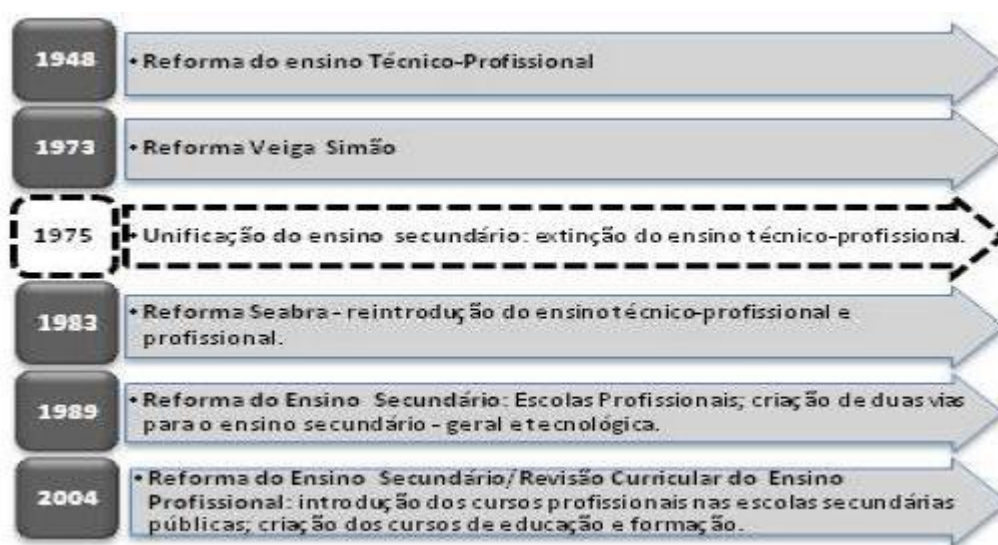 1948
• Reforma do ensino Técnico-Profissional
1973
• Reforma Veiga Simão
1975
• Unificação do ensino secundário: extinção do ensino técnico-profissional.
1983
• Reforma Seabra - reintrodução do ensino técnico-profissional e
profissional.
1989
• Reforma do Ensino Secundário: Escolas Profissionais; criação de duas vias
para o ensino secundário - geral e tecnológica.
2004
• Reforma do Ensino Secundário/Revisão Curricular do Ensino
Profissional: introdução dos cursos profissionais nas escolas secundárias
públicas; criação dos cursos de educação e formação.